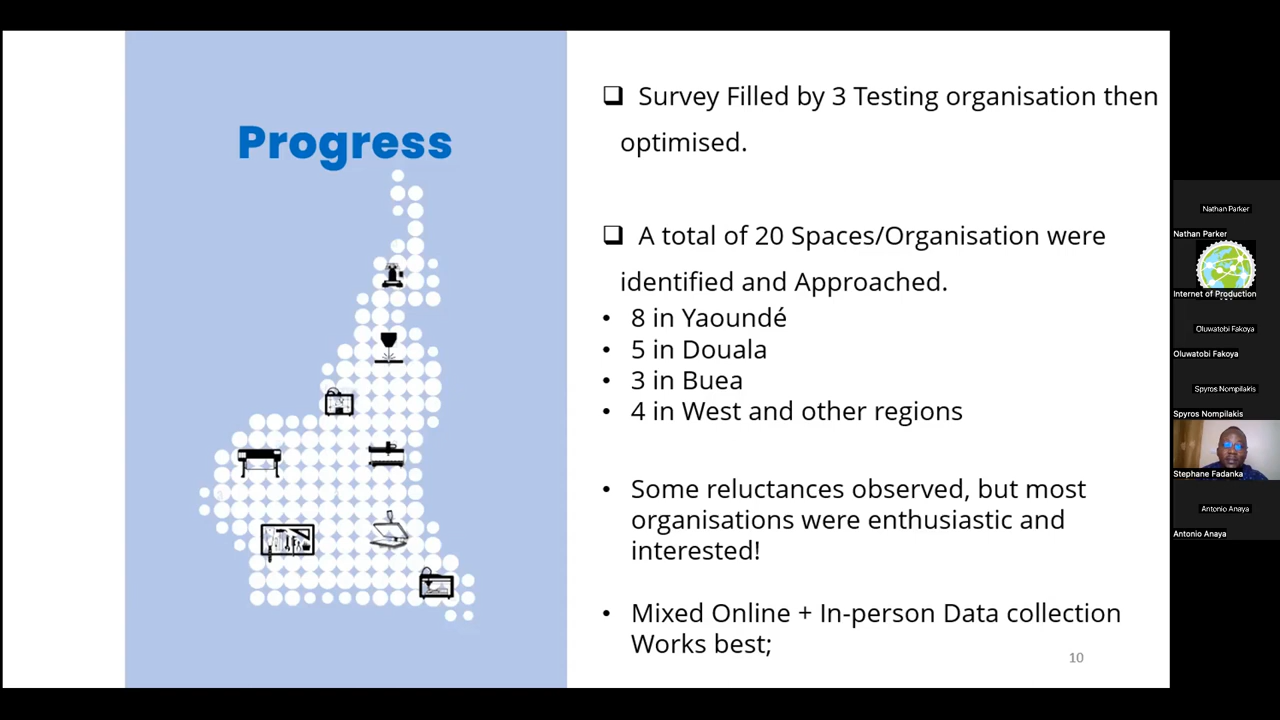 Progress
❑ Survey Filled by 3 Testing organisation then
optimised.
❑ A total of 20 Spaces/Organisation were
identified and Approached.
• 8 in Yaoundé
• 5 in Douala
• 3 in Buea
• 4 in West and other regions
• Some reluctances observed, but most
organisations were enthusiastic and
interested!
• Mixed Online + In-person Data collection
Works best;
10
Nathan Parker
Nathan Parker
Internet of Production
Oluwatobi Fakoya
Oluwatobi Fakoya
Spyros Nompilakis
Spyros Nompilakis
Stephane Fadanka
Antonio Anaya
Antonio Anaya